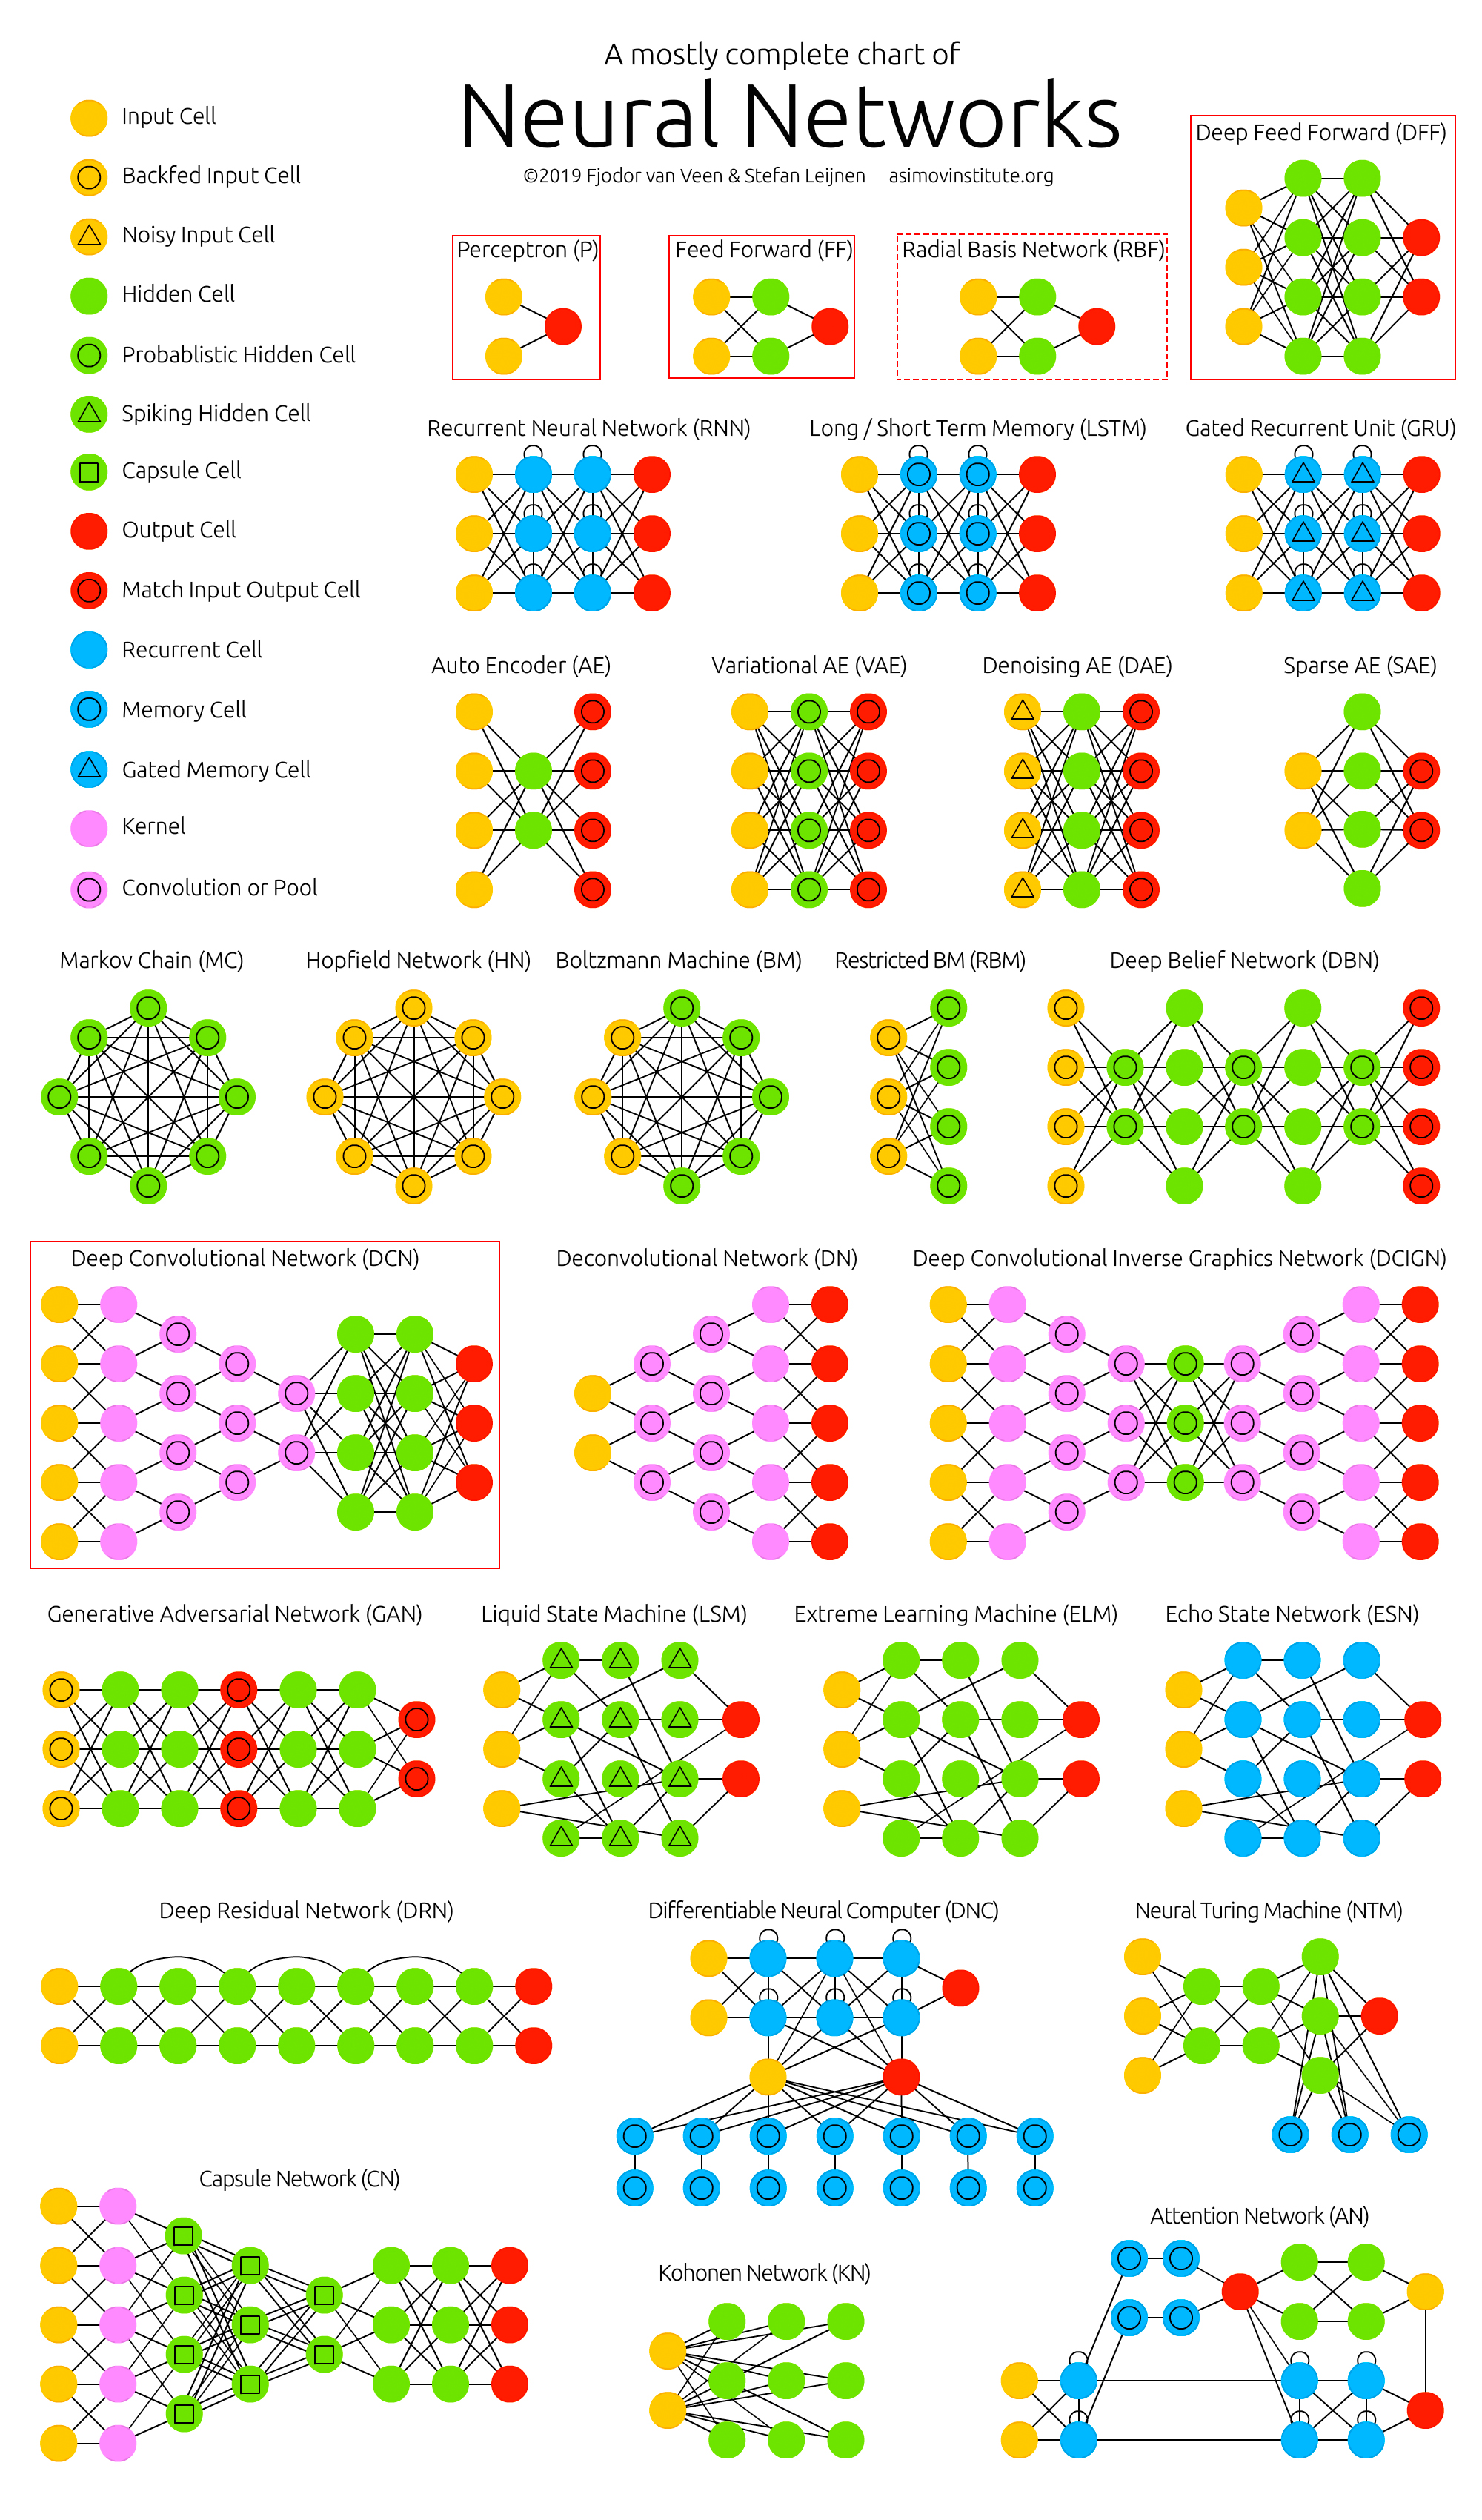 A mostly complete chart of
Neural Networks
©2019 Fjodor van Veen & Stefan Leijnen asimovinstitute.org
Input Cell
Backfed Input Cell
Noisy Input Cell
Hidden Cell
Probablistic Hidden Cell
Spiking Hidden Cell
Capsule Cell
Output Cell
Match Input Output Cell
Recurrent Cell
Memory Cell
Gated Memory Cell
Kernel
Convolution or Pool
Deep Feed Forward (DFF)
Perceptron (P)
Feed Forward (FF)
Radial Basis Network (RBF)
Recurrent Neural Network (RNN)
Long / Short Term Memory (LSTM)
Gated Recurrent Unit (GRU)
Auto Encoder (AE)
Variational AE (VAE)
Denoising AE (DAE)
Sparse AE (SAE)
Markov Chain (MC)
Hopfield Network (HN)
Boltzmann Machine (BM)
Restricted BM (RBM)
Deep Belief Network (DBN)
Deep Convolutional Network (DCN)
Deconvolutional Network (DN)
Deep Convolutional Inverse Graphics Network (DCIGN)
Generative Adversarial Network (GAN)
Liquid State Machine (LSM)
Extreme Learning Machine (ELM)
Echo State Network (ESN)
Deep Residual Network (DRN)
Differentiable Neural Computer (DNC)
Neural Turing Machine (NTM)
Capsule Network (CN)
Kohonen Network (KN)
Attention Network (AN)